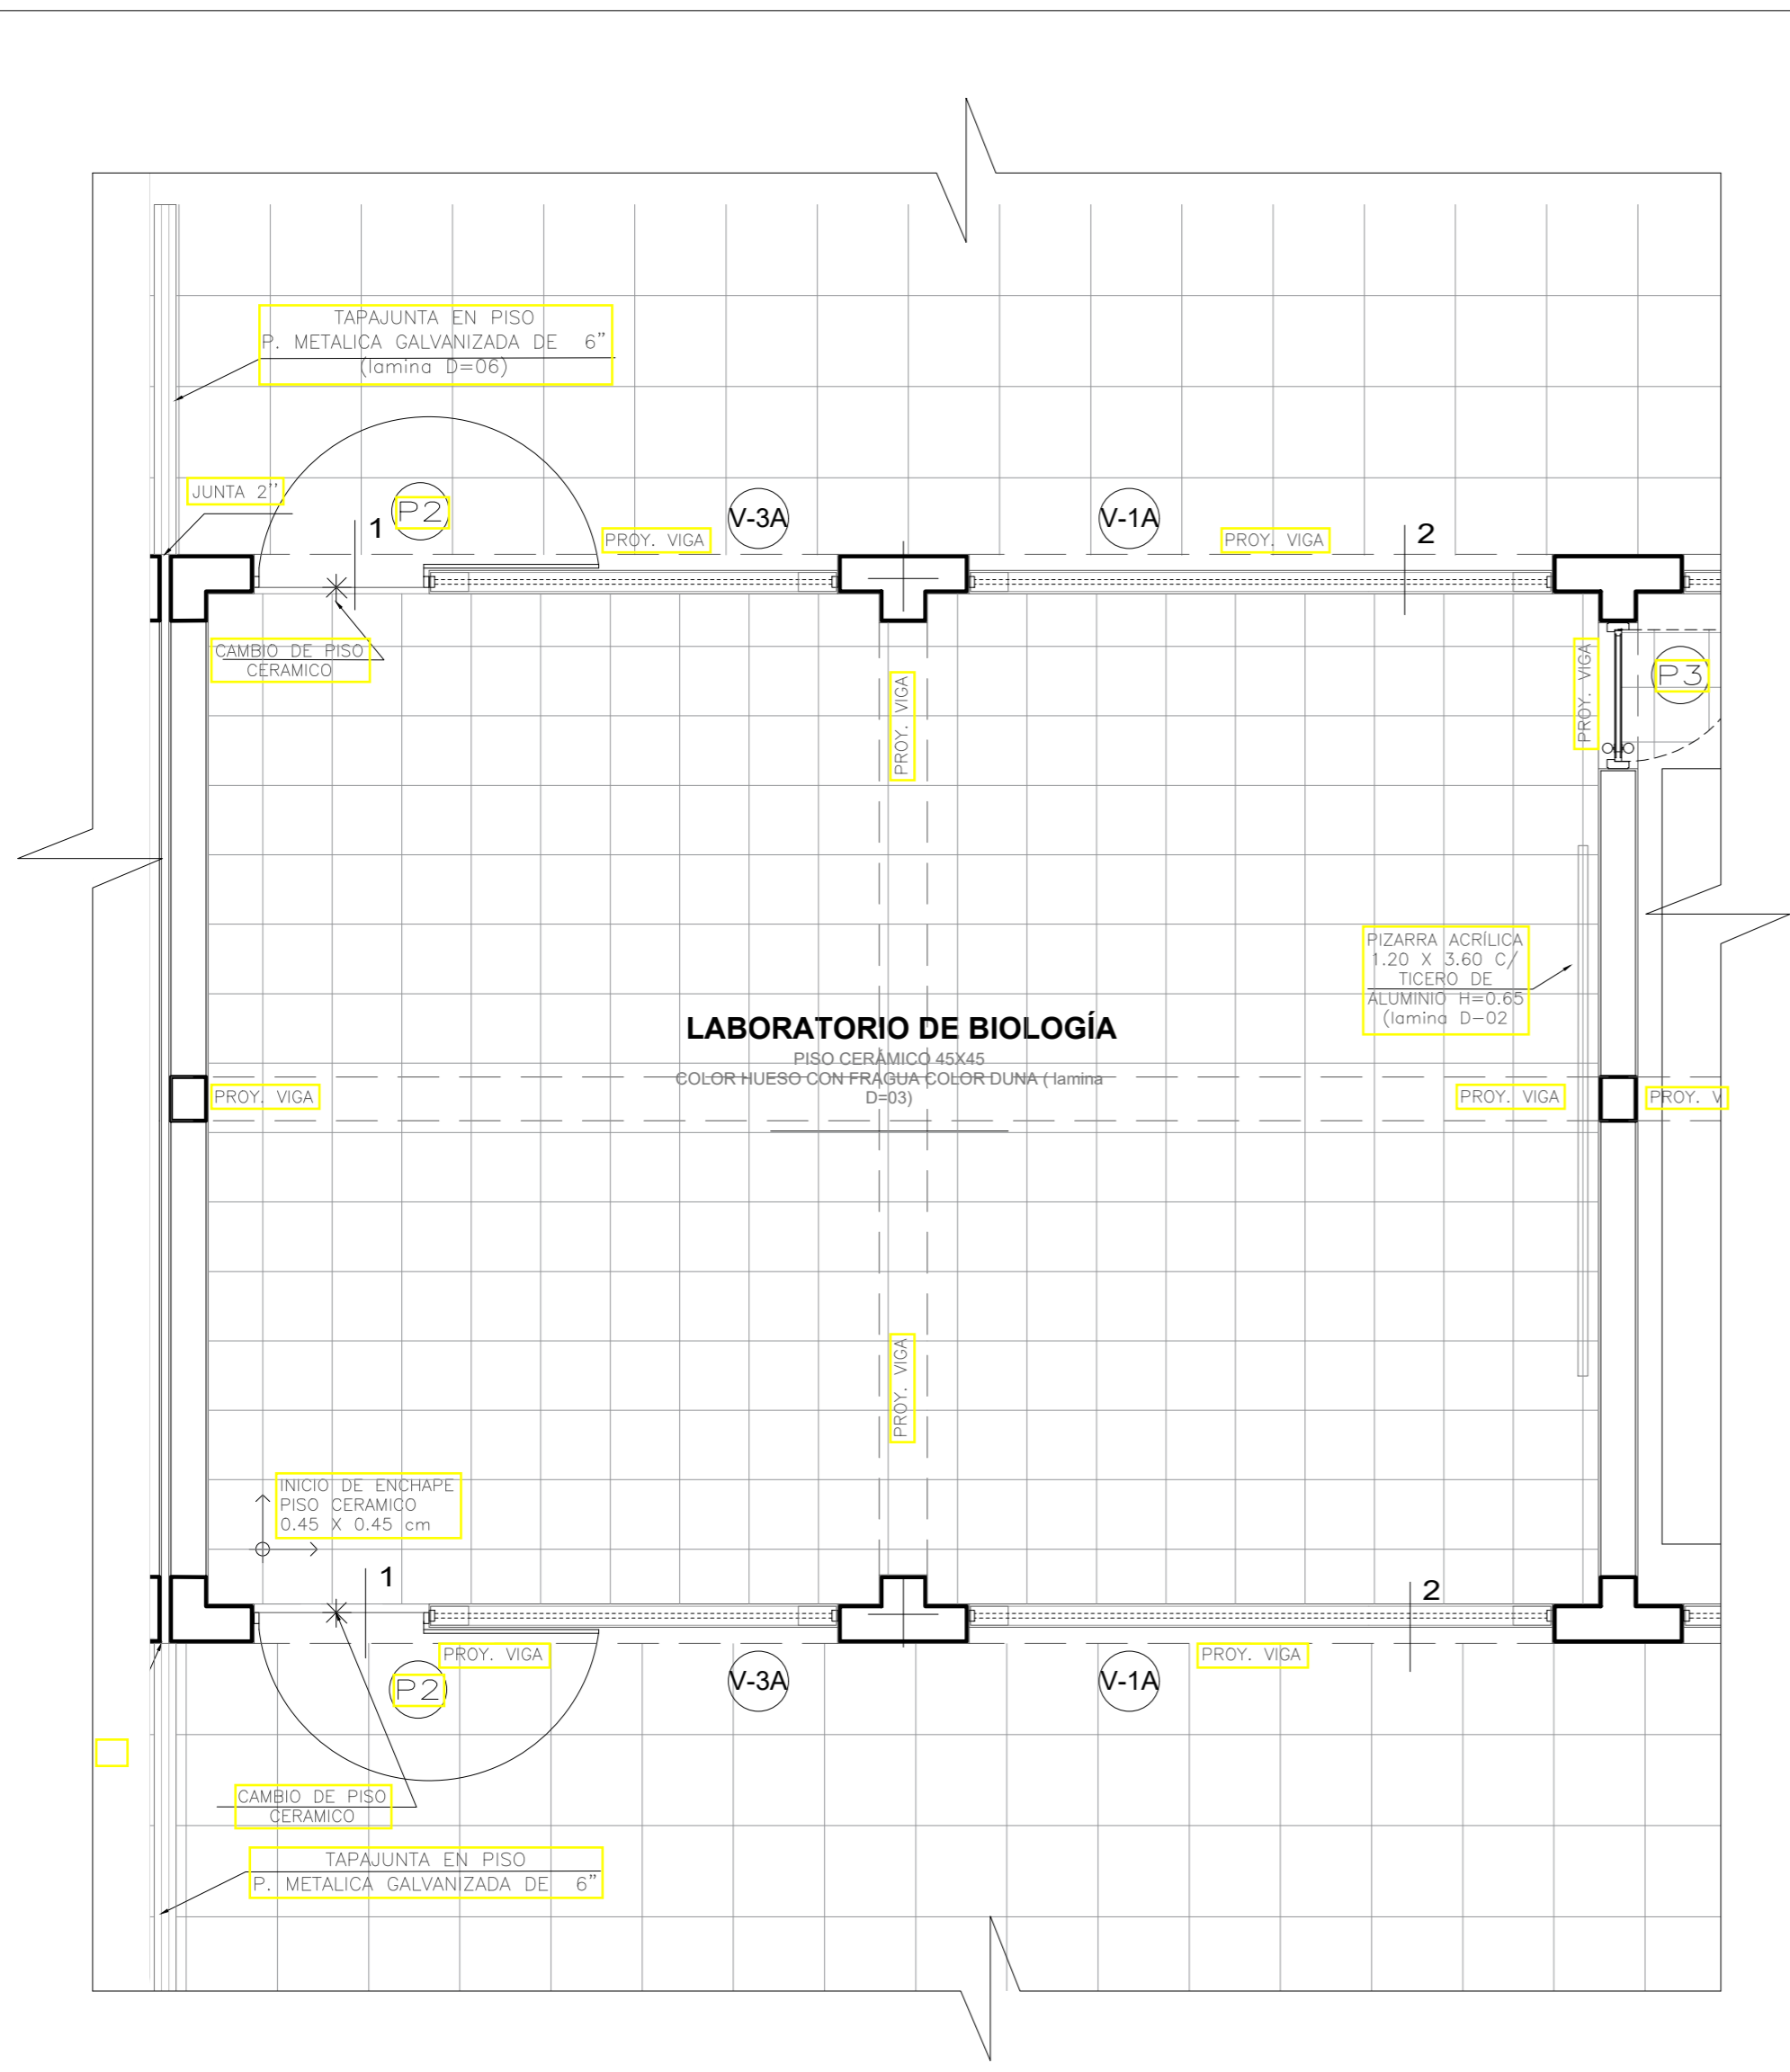 TAPAJUNTA EN PISO
P. METALICA GALVANIZADA DE 6”
(lamina D=06)
JUNTA 2''
P2
1
PROY. VIGA
V-3A
V-1A
PROY. VIGA
2
CAMBIO DE PISO
CERAMICO
PROY. VIGA
PROY. VIGA
P3
PIZARRA ACRÍLICA
1.20 X 3.60 C/
TICERO DE
ALUMINIO H=0.65
(lamina D-02
LABORATORIO DE BIOLOGÍA
PISO CERÁMICO 45X45
COLOR HUESO CON FRAGUA COLOR DUNA ( lamina
D=03)
PROY. VIGA
PROY. VIGA
PROY. V
PROY. VIGA
INICIO DE ENCHAPE
PISO CERAMICO
0.45 X 0.45 cm
1
2
PROY. VIGA
PROY. VIGA
P2
V-3A
V-1A
CAMBIO DE PISO
CERAMICO
TAPAJUNTA EN PISO
P. METALICA GALVANIZADA DE 6”